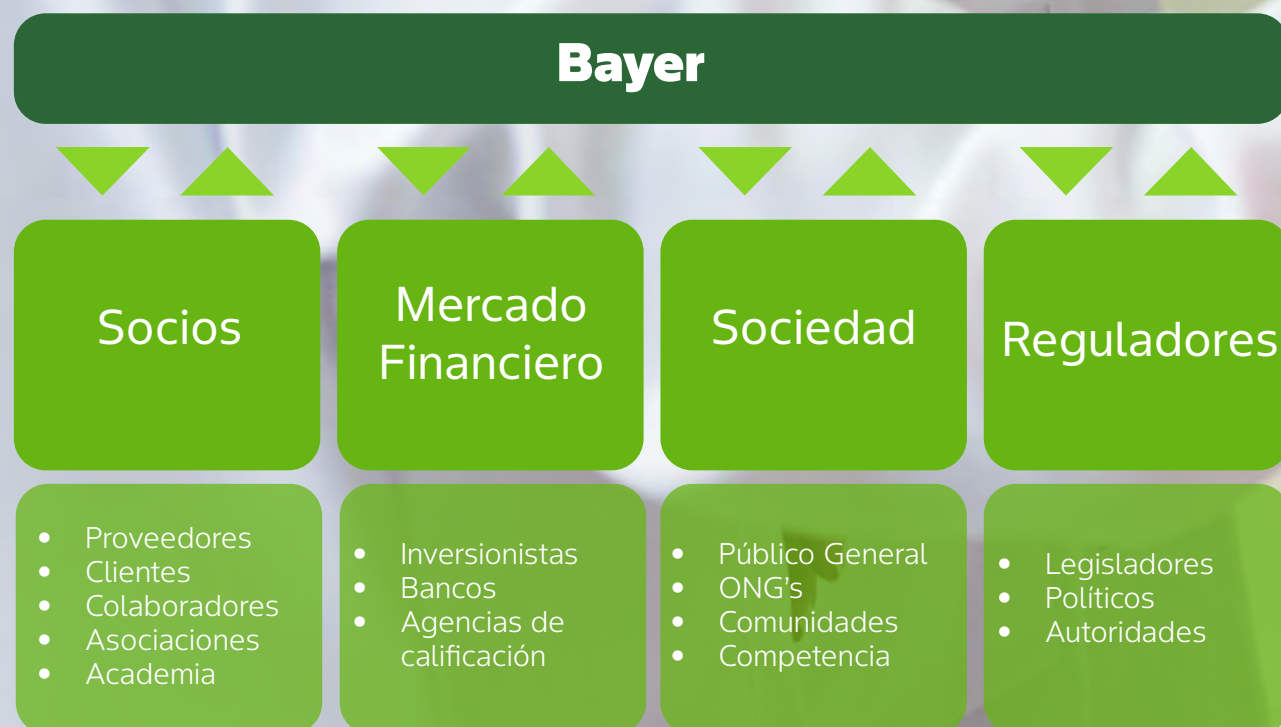 Bayer
Socios
Mercado
Financiero
Sociedad
Reguladores
• Proveedores
• Clientes
• Colaboradores
• Asociaciones
• Academia
• Inversionistas
• Bancos
• Agencias de
calificación
• Público General
• ONG’s
• Comunidades
• Competencia
• Legisladores
• Políticos
• Autoridades